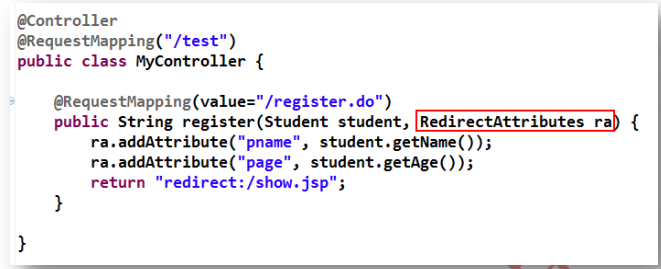 @Controller
@RequestMapping("/test")
public class MyController {
@RequestMapping(value="/register.do")
public String register(Student student, RedirectAttributes ra) {
ra.addAttribute("pname", student.getName());
ra.addAttribute("page", student.getAge());
return "redirect:/show.jsp";
}
}